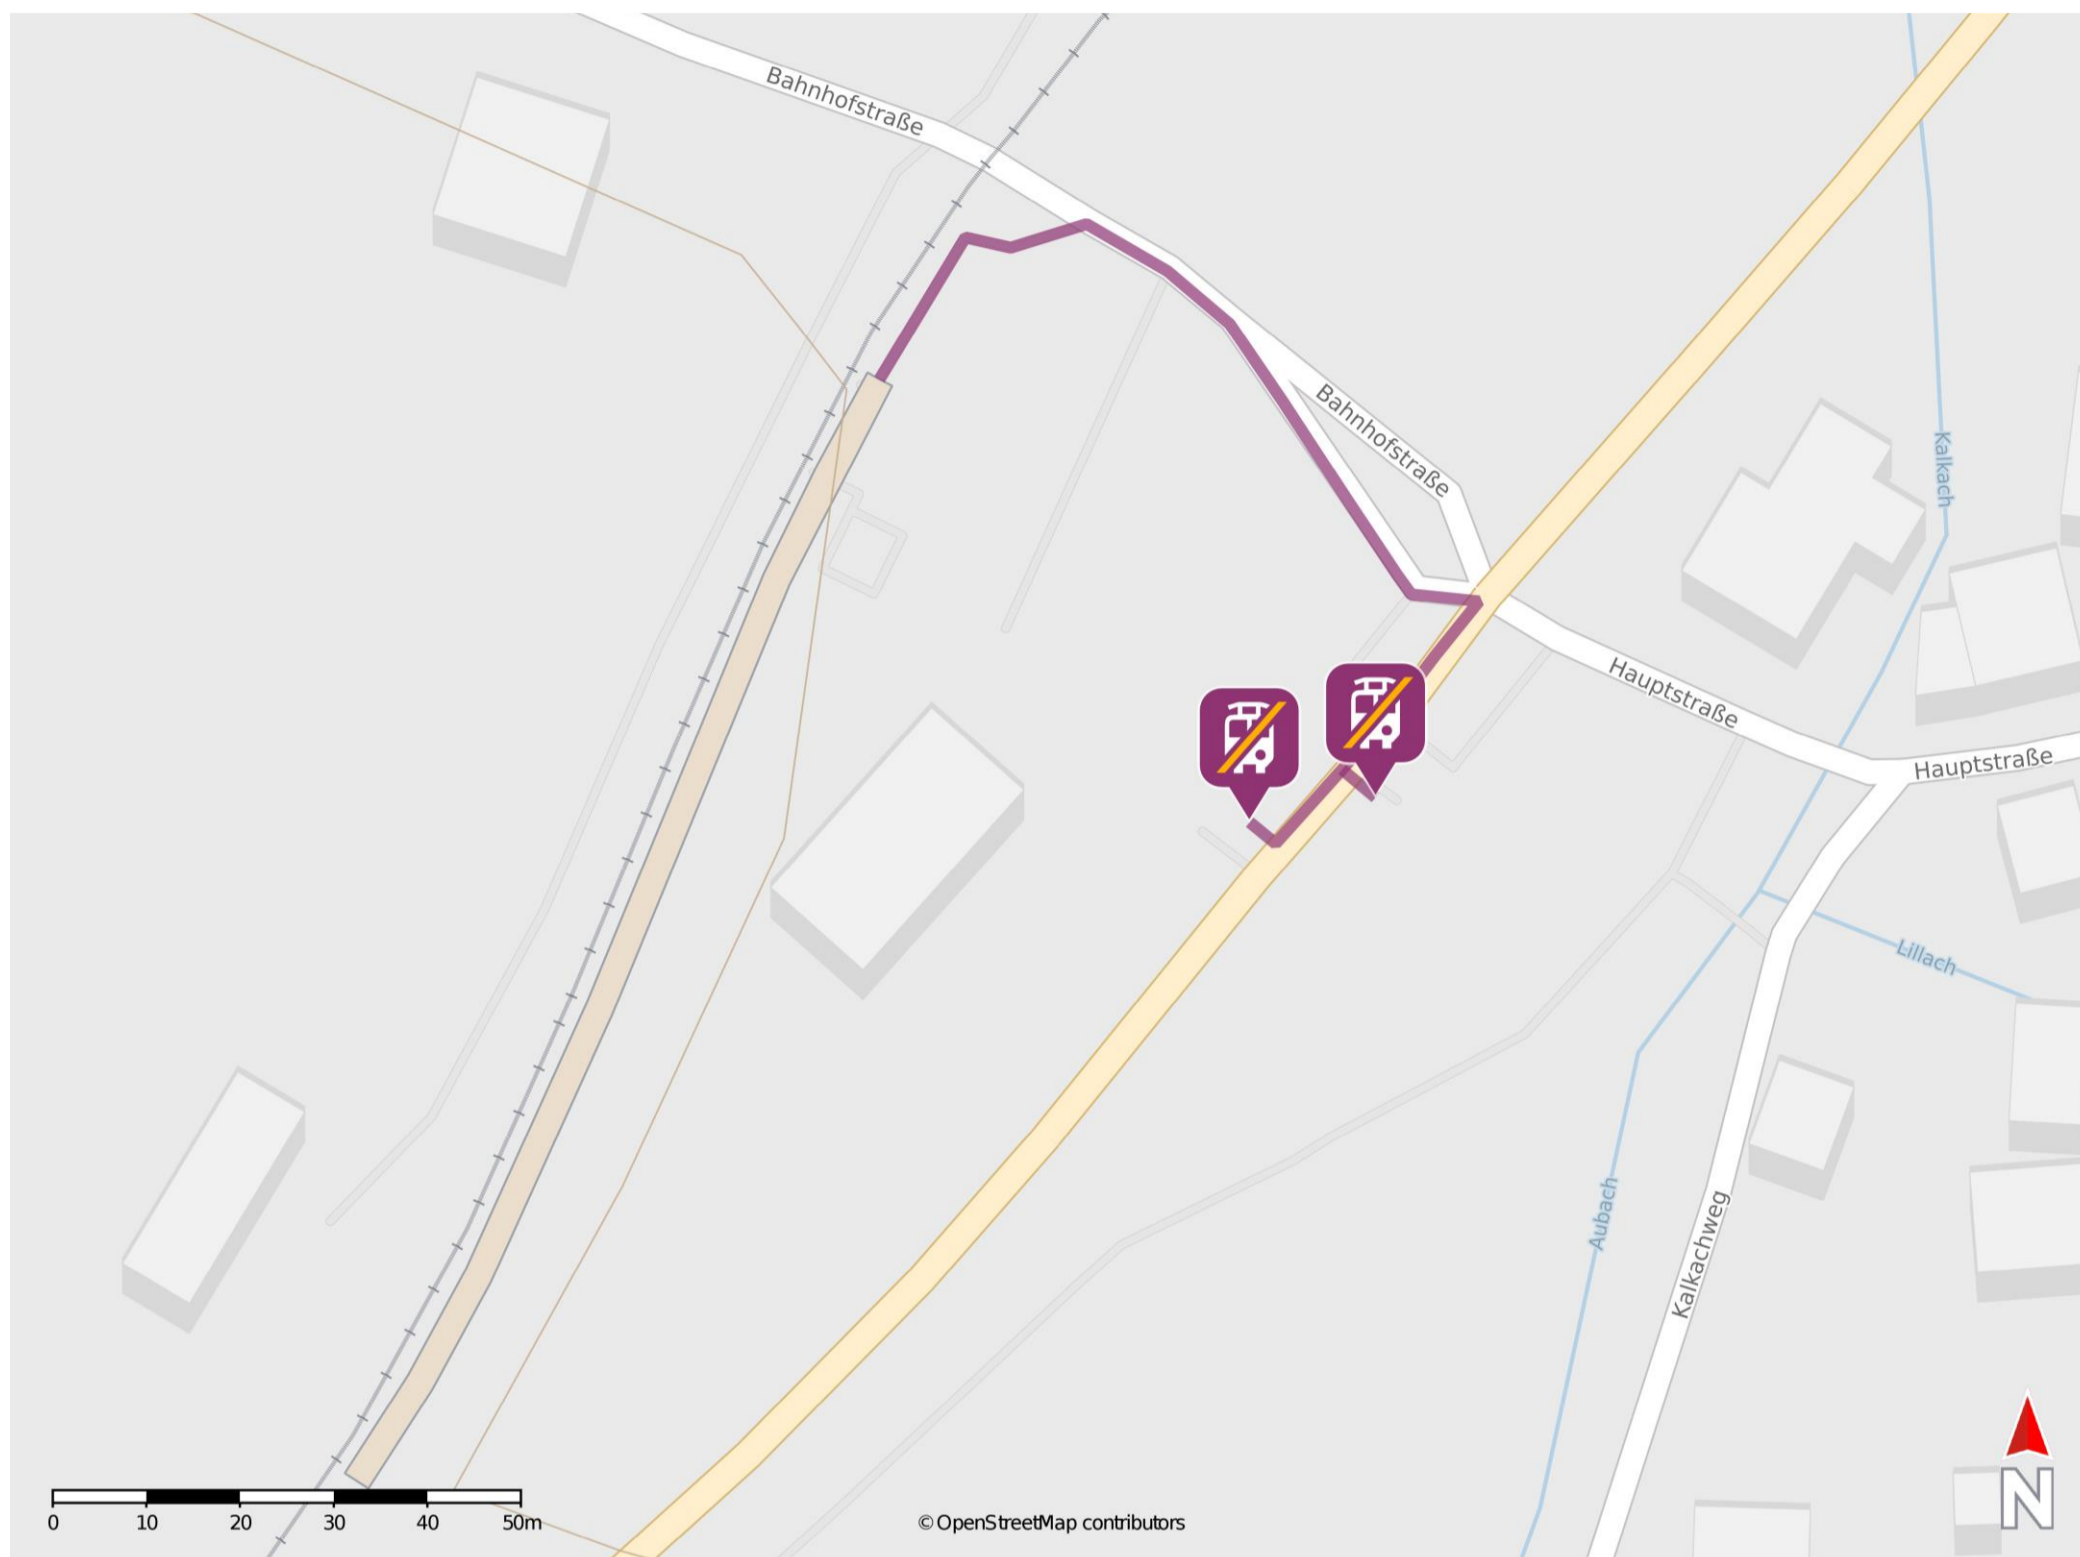 Bahnhofstraße
Bahnhofstraße
Kalkach
Hauptstraße
Hauptstraße
Lillach
Aubach
Kalkachweg
0 10 20 30 40 50m
© OpenStreetMap contributors
N